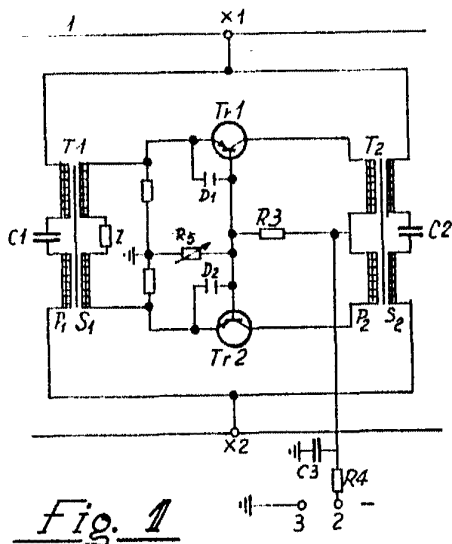 1 X1
Tr1
T1 T2
D1
C1 Z R5 R3 C2
D2
P1 S1 P2 S2
Tr2
X2
C3 R4
3 2 −
Fig. 1